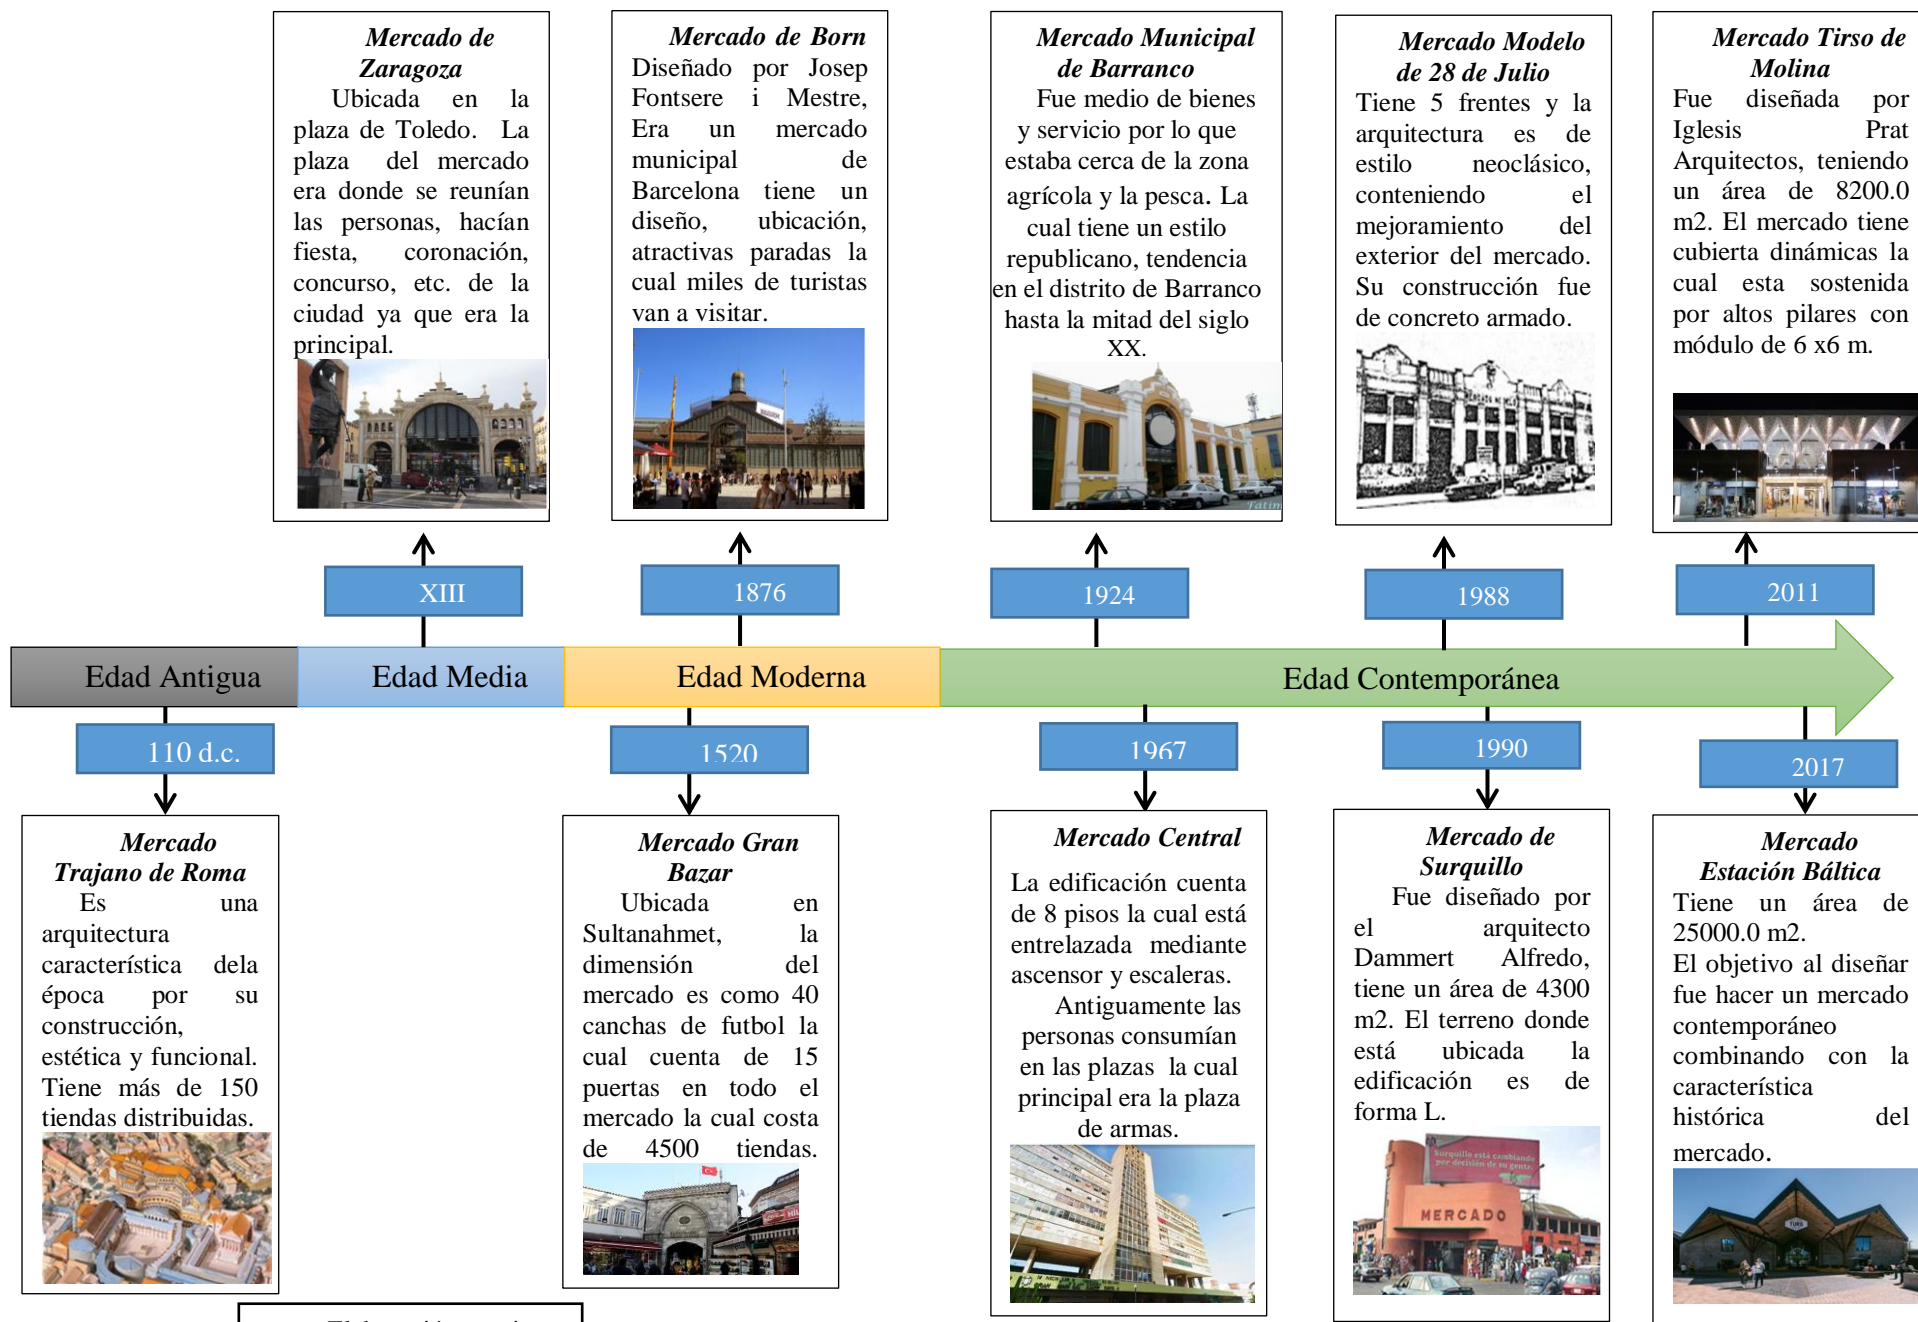 Mercado de
Zaragoza
Ubicada en la
plaza de Toledo. La
plaza del mercado
era donde se reunían
las personas, hacían
fiesta, coronación,
concurso, etc. de la
ciudad ya que era la
principal.
Mercado de Born
Diseñado por Josep
Fontsere i Mestre,
Era un mercado
municipal de
Barcelona tiene un
diseño, ubicación,
atractivas paradas la
cual miles de turistas
van a visitar.
Mercado Municipal
de Barranco
Fue medio de bienes
y servicio por lo que
estaba cerca de la zona
agrícola y la pesca. La
cual tiene un estilo
republicano, tendencia
en el distrito de Barranco
hasta la mitad del siglo
XX.
Mercado Modelo
de 28 de Julio
Tiene 5 frentes y la
arquitectura es de
estilo neoclásico,
conteniendo el
mejoramiento del
exterior del mercado.
Su construcción fue
de concreto armado.
MERCADO MODELO
Mercado Tirso de
Molina
Fue diseñada por
Iglesis Prat
Arquitectos, teniendo
un área de 8200.0
m2. El mercado tiene
cubierta dinámicas la
cual esta sostenida
por altos pilares con
módulo de 6 x6 m.
XIII
1876
1924
1988
2011
Edad Antigua
Edad Media
Edad Moderna
Edad Contemporánea
110 d.c.
1520
1967
1990
2017
Mercado
Trajano de Roma
Es una
arquitectura
característica dela
época por su
construcción,
estética y funcional.
Tiene más de 150
tiendas distribuidas.
Mercado Gran
Bazar
Ubicada en
Sultanahmet, la
dimensión del
mercado es como 40
canchas de futbol la
cual cuenta de 15
puertas en todo el
mercado la cual costa
de 4500 tiendas.
Mercado Central
La edificación cuenta
de 8 pisos la cual está
entrelazada mediante
ascensor y escaleras.
Antiguamente las
personas consumían
en las plazas la cual
principal era la plaza
de armas.
Mercado de
Surquillo
Fue diseñado por
el arquitecto
Dammert Alfredo,
tiene un área de 4300
m2. El terreno donde
está ubicada la
edificación es de
forma L.
Surquillo está cambiando
por decisión de su gente.
MERCADO
Mercado
Estación Báltica
Tiene un área de
25000.0 m2.
El objetivo al diseñar
fue hacer un mercado
contemporáneo
combinando con la
característica
histórica del
mercado.
TURG